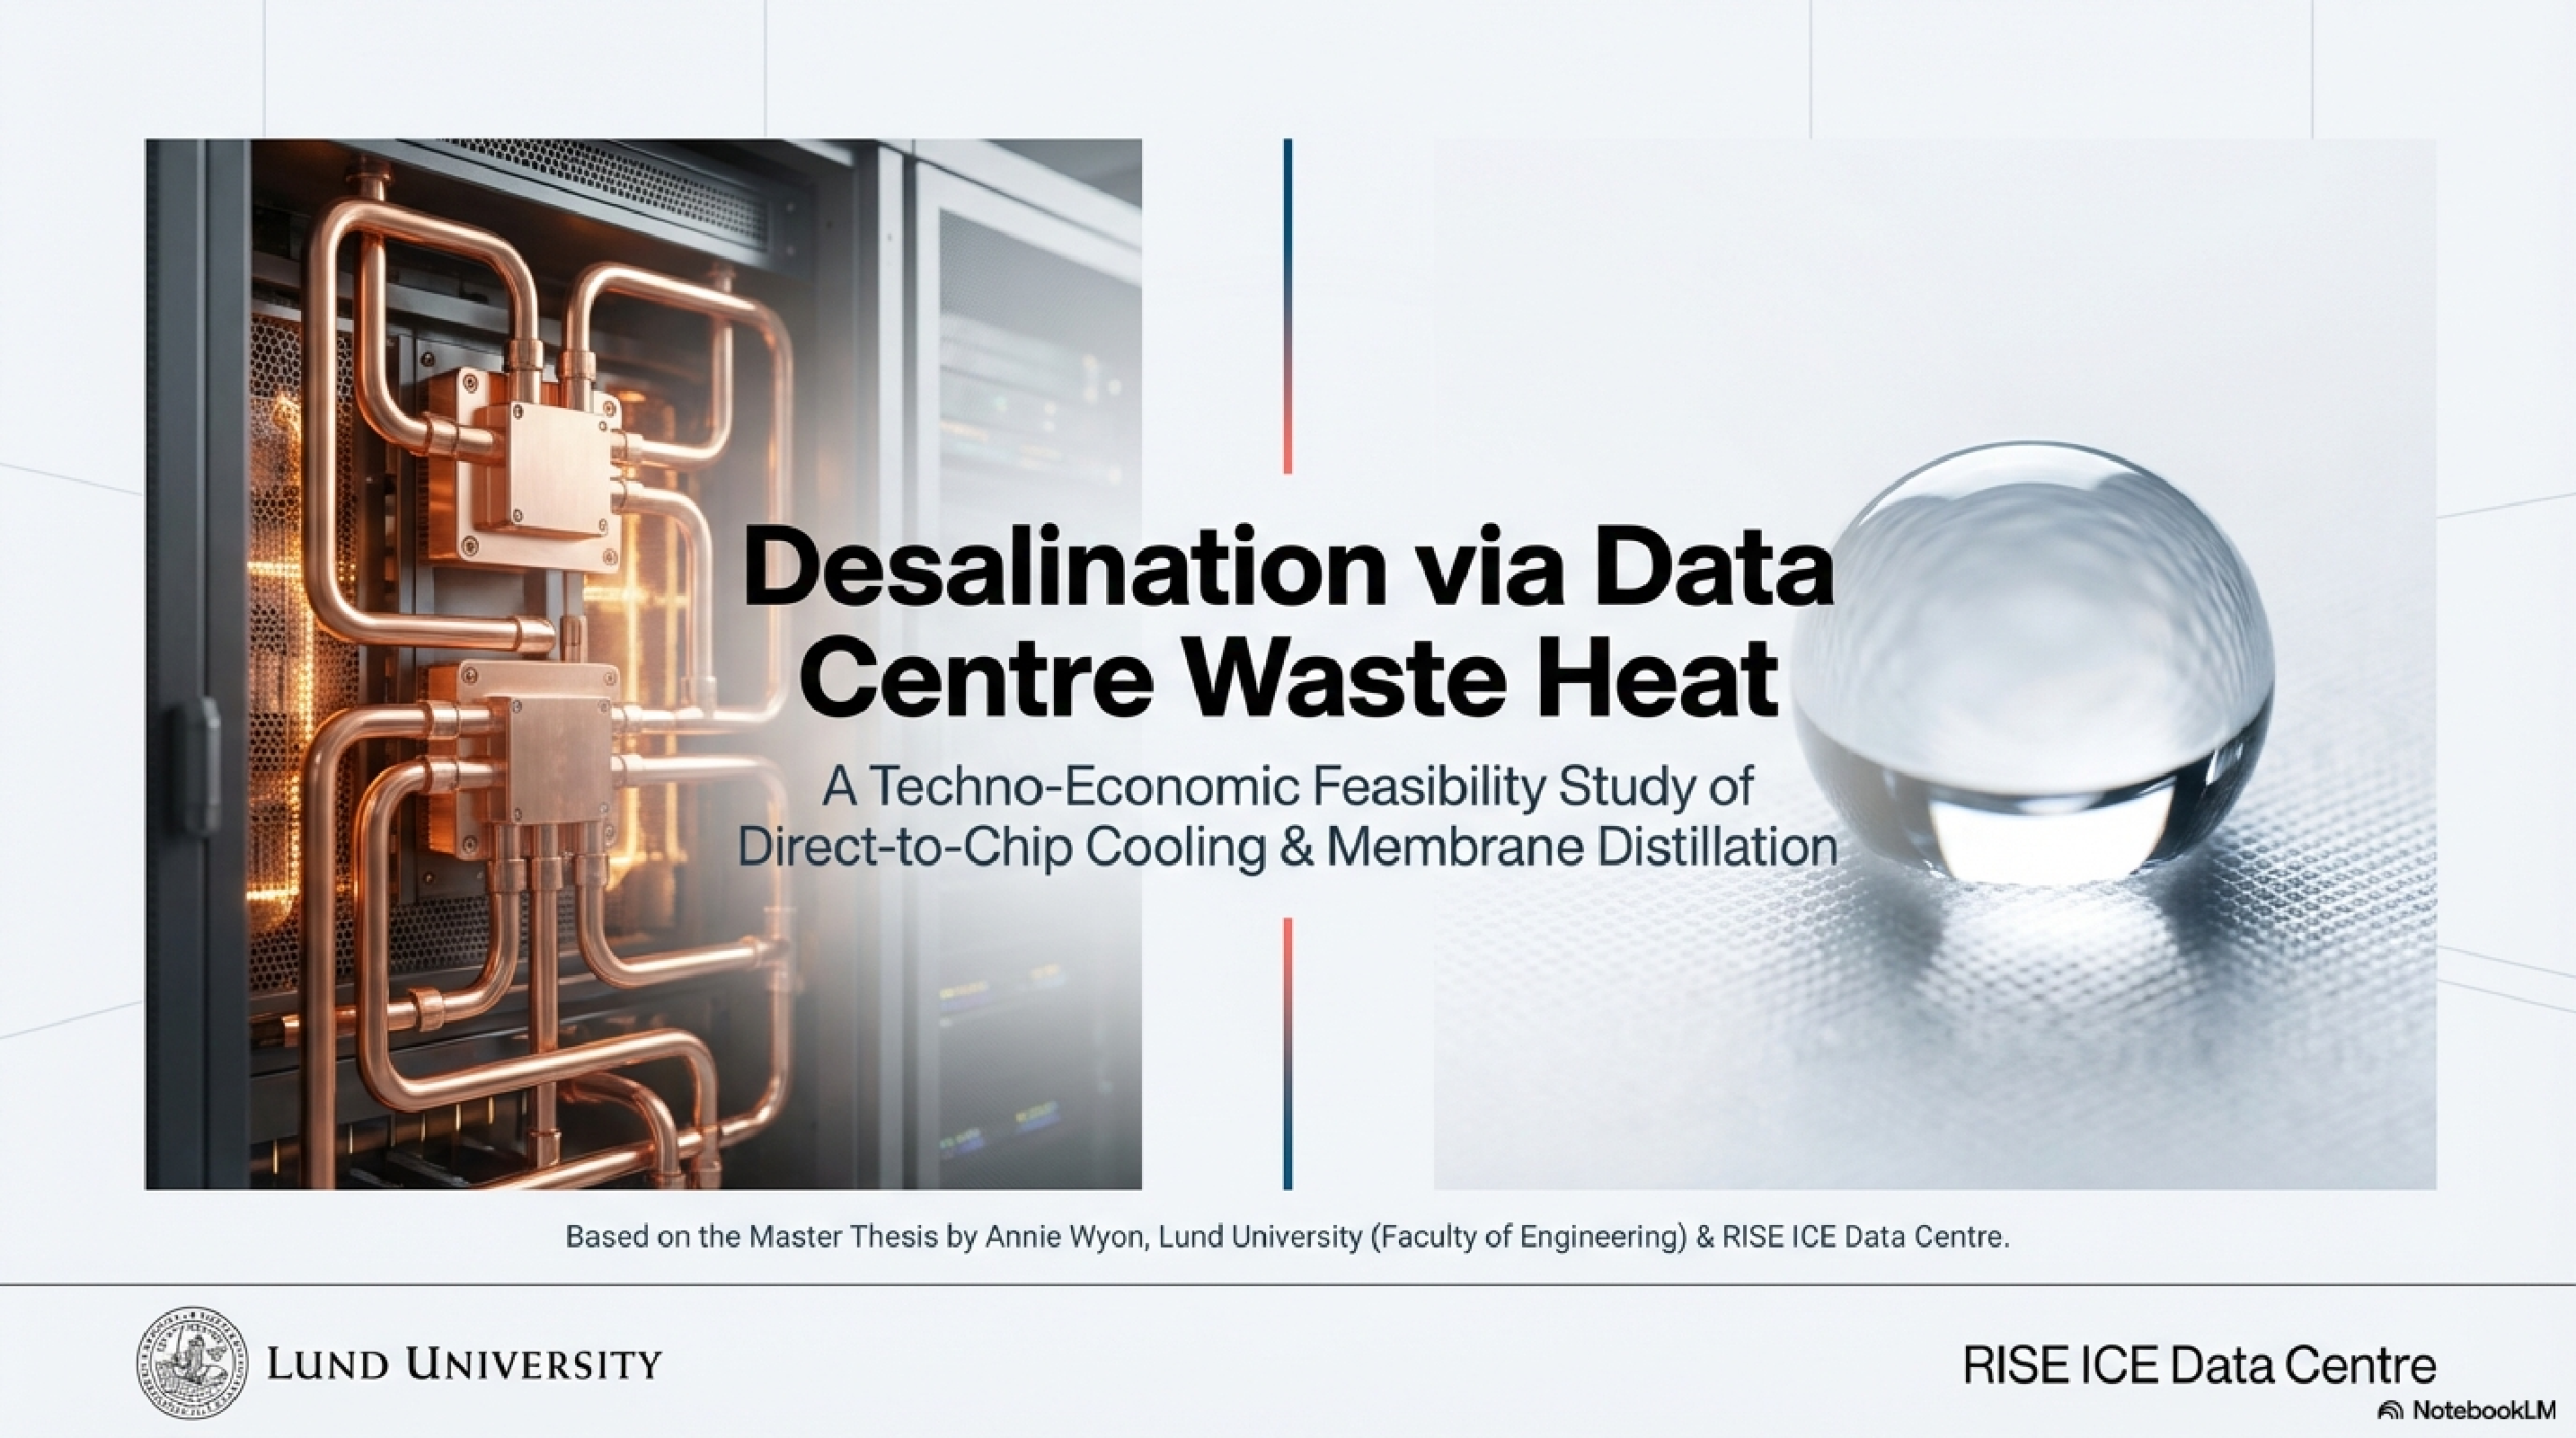 Desalination via Data
Centre Waste Heat
A Techno-Economic Feasibility Study of
Direct-to-Chip Cooling & Membrane Distillation
Based on the Master Thesis by Annie Wyon, Lund University (Faculty of Engineering) & RISE ICE Data Centre.
LUND UNIVERSITY
RISE ICE Data Centre
NotebookLM